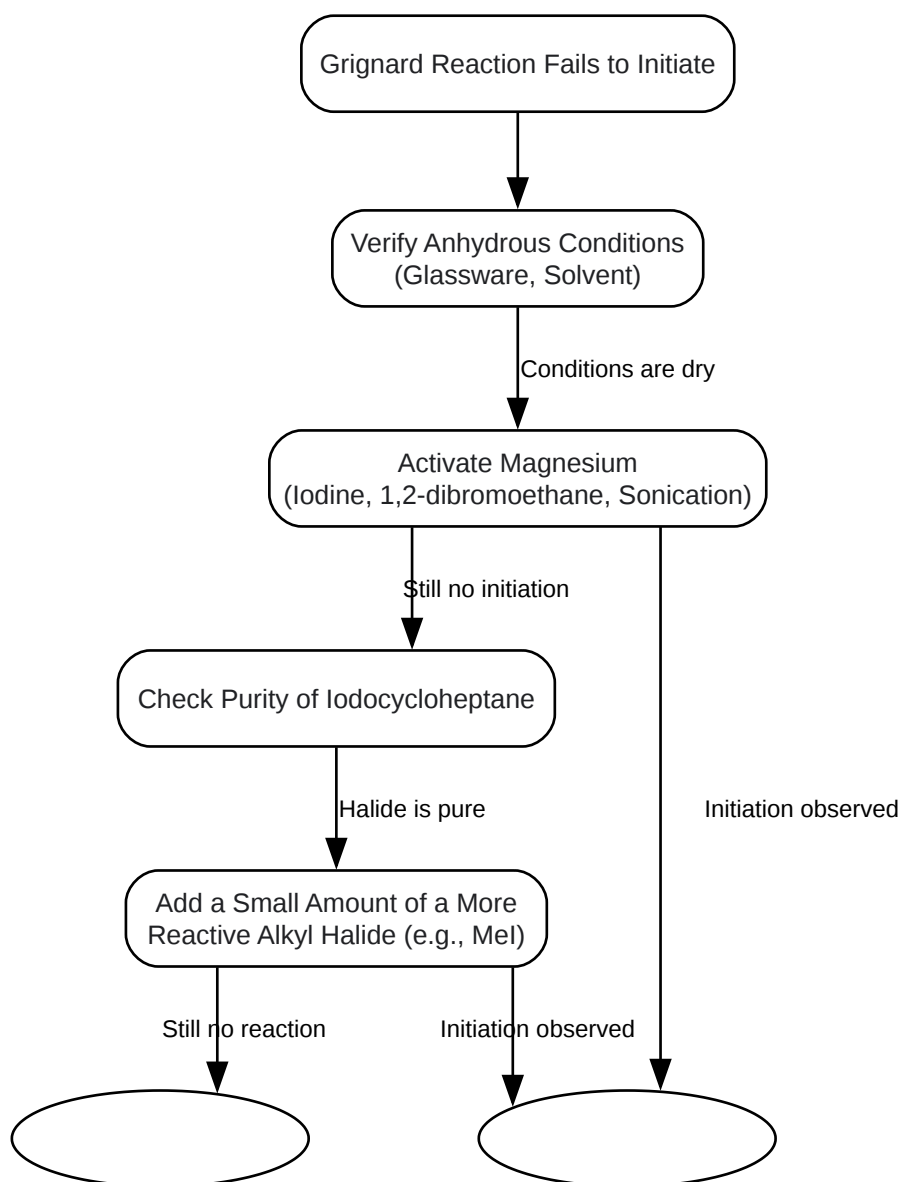 Grignard Reaction Fails to Initiate
Verify Anhydrous Conditions
(Glassware, Solvent)
Conditions are dry
Activate Magnesium
(Iodine, 1,2-dibromoethane, Sonication)
Still no initiation
Check Purity of Iodocycloheptane
Halide is pure
Initiation observed
Add a Small Amount of a More
Reactive Alkyl Halide (e.g., MeI)
Still no reaction
Initiation observed